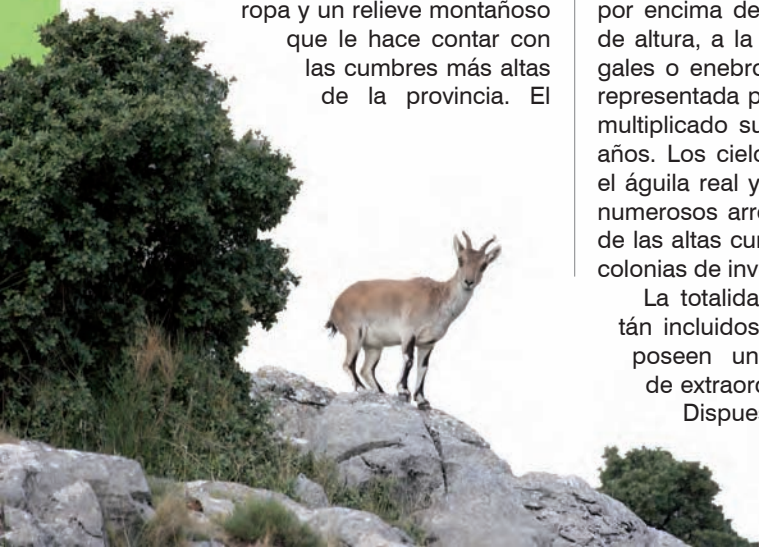 ropa y un relieve montañoso
que le hace contar con
las cumbres más altas
de la provincia. El
por encima de
de altura, a la
gales o enebro
representada p
multiplicado su
años. Los cielo
el águila real y
numerosos arro
de las altas cu
colonias de inv
La totalida
tán incluidos
poseen un
de extraord
Dispues